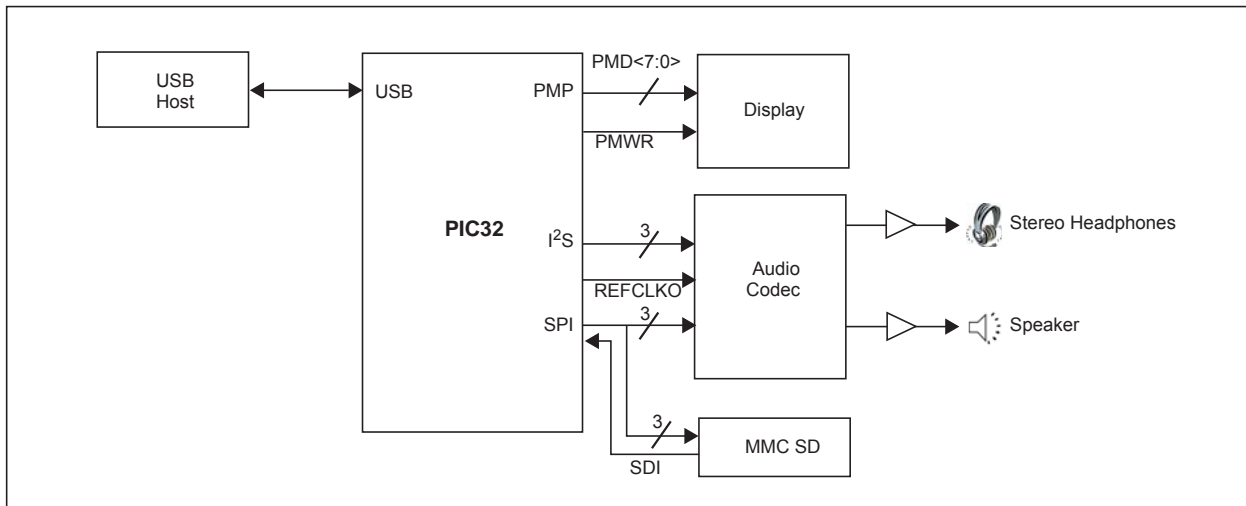 USB
Host
USB
PIC32
PMP
PMD<7:0>
PMWR
Display
I²S
3
REFCLKO
SPI
3
Audio
Codec
Stereo Headphones
Speaker
3
SDI
MMC SD